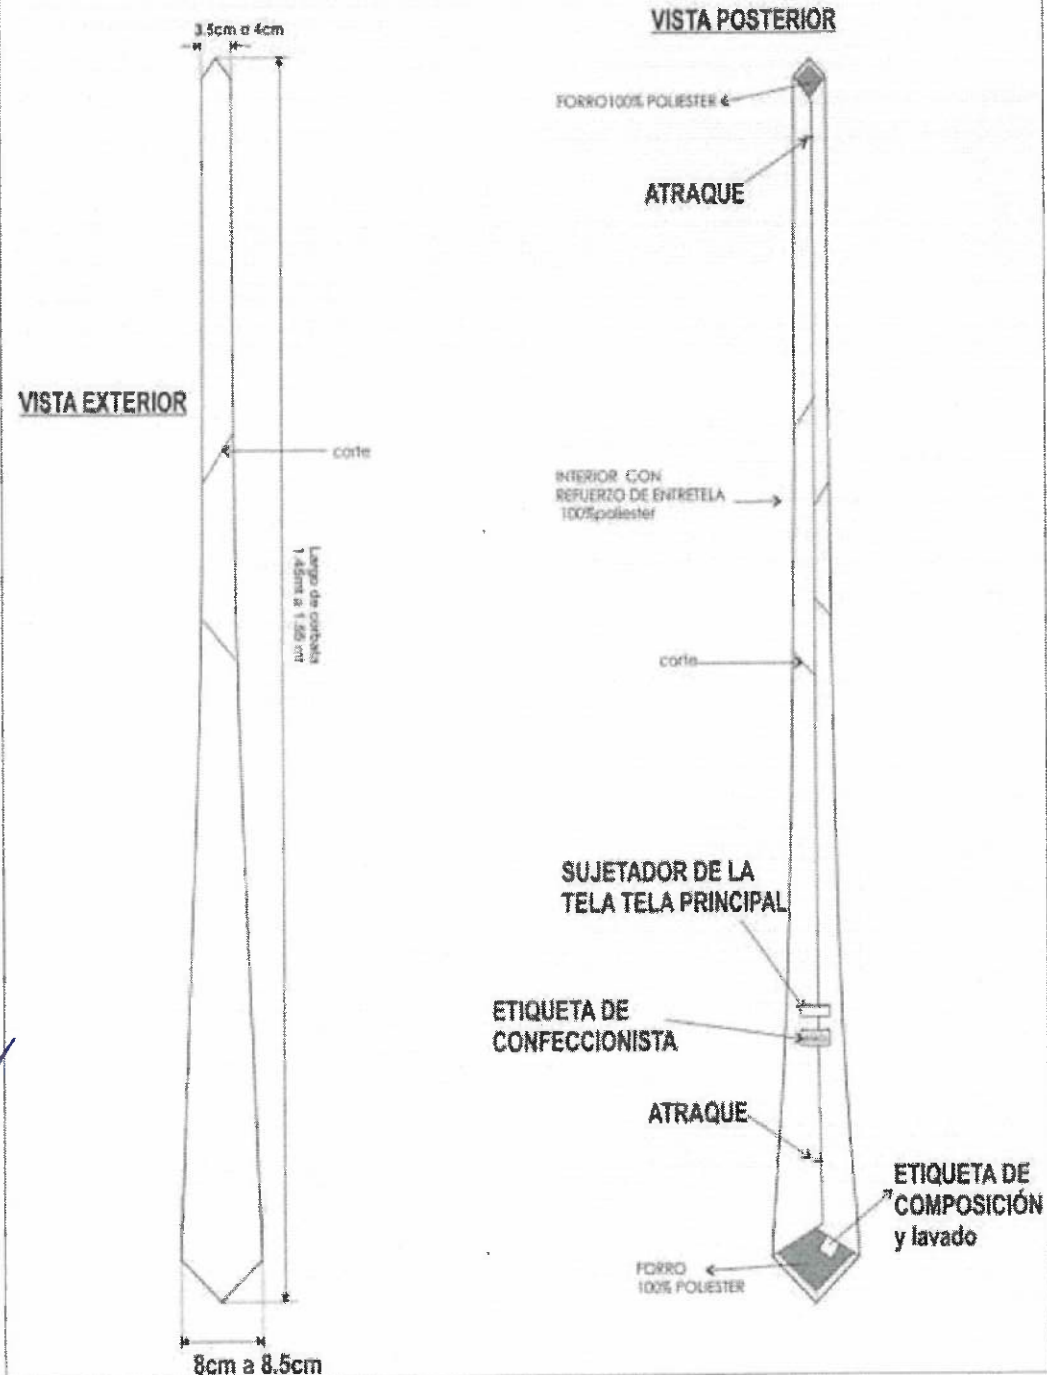 3.5cm a 4cm
VISTA EXTERIOR
corte
Largo de corbata
1.45mt a 1.55 mt
8cm a 8.5cm
VISTA POSTERIOR
FORRO100% POLIESTER
ATRAQUE
INTERIOR CON
REFUERZO DE ENTRETELA
100%poliester
corte
SUJETADOR DE LA
TELA TELA PRINCIPAL
ETIQUETA DE
CONFECCIONISTA
ATRAQUE
ETIQUETA DE
COMPOSICIÓN
y lavado
FORRO
100% POLIESTER